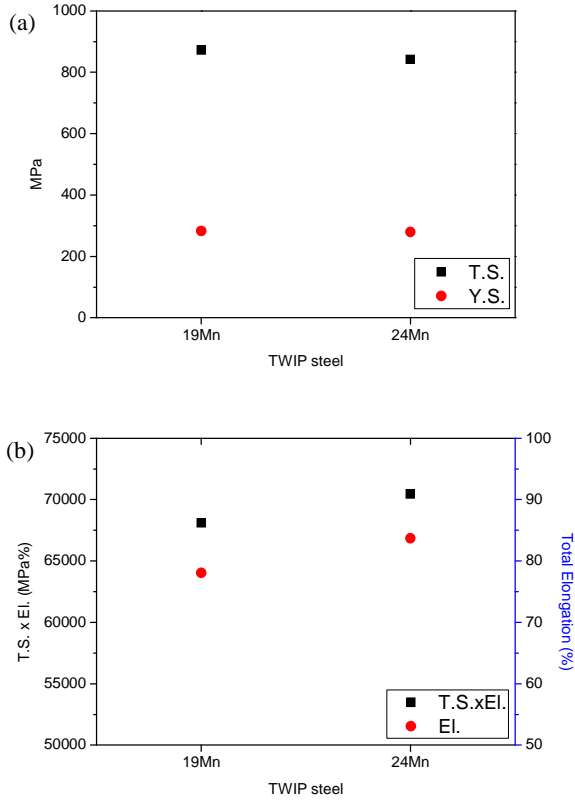 (a)
1000
800
600
400
200
0
MPa
T.S.
Y.S.
19Mn 24Mn
TWIP steel
(b)
75000 100
70000 90
65000 80
60000 70
55000 60
50000 50
T.S. x El. (MPa%)
Total Elongation (%)
T.S.xEl.
El.
19Mn 24Mn
TWIP steel